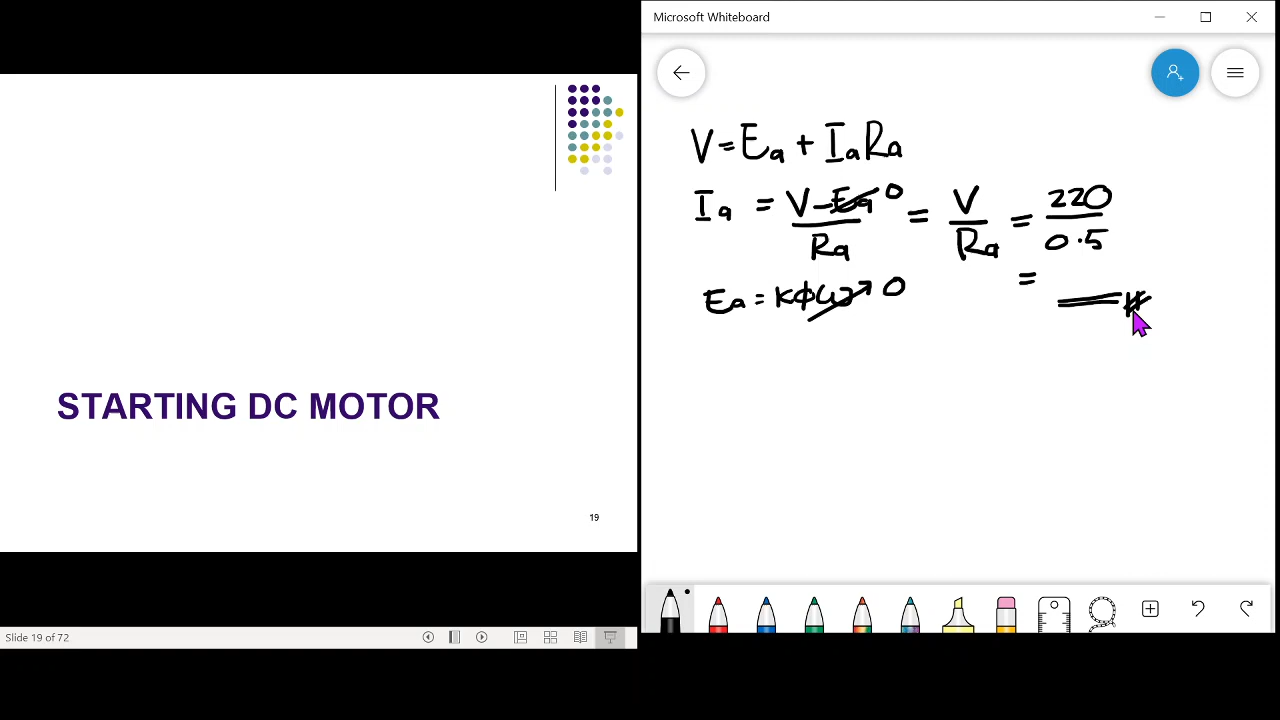 STARTING DC MOTOR
19
Slide 19 of 72
Microsoft Whiteboard
V = Ea + IaRa
Ia = V - Ea 0 / Ra = V / Ra = 220 / 0.5
=
Ea = Kϕω 0